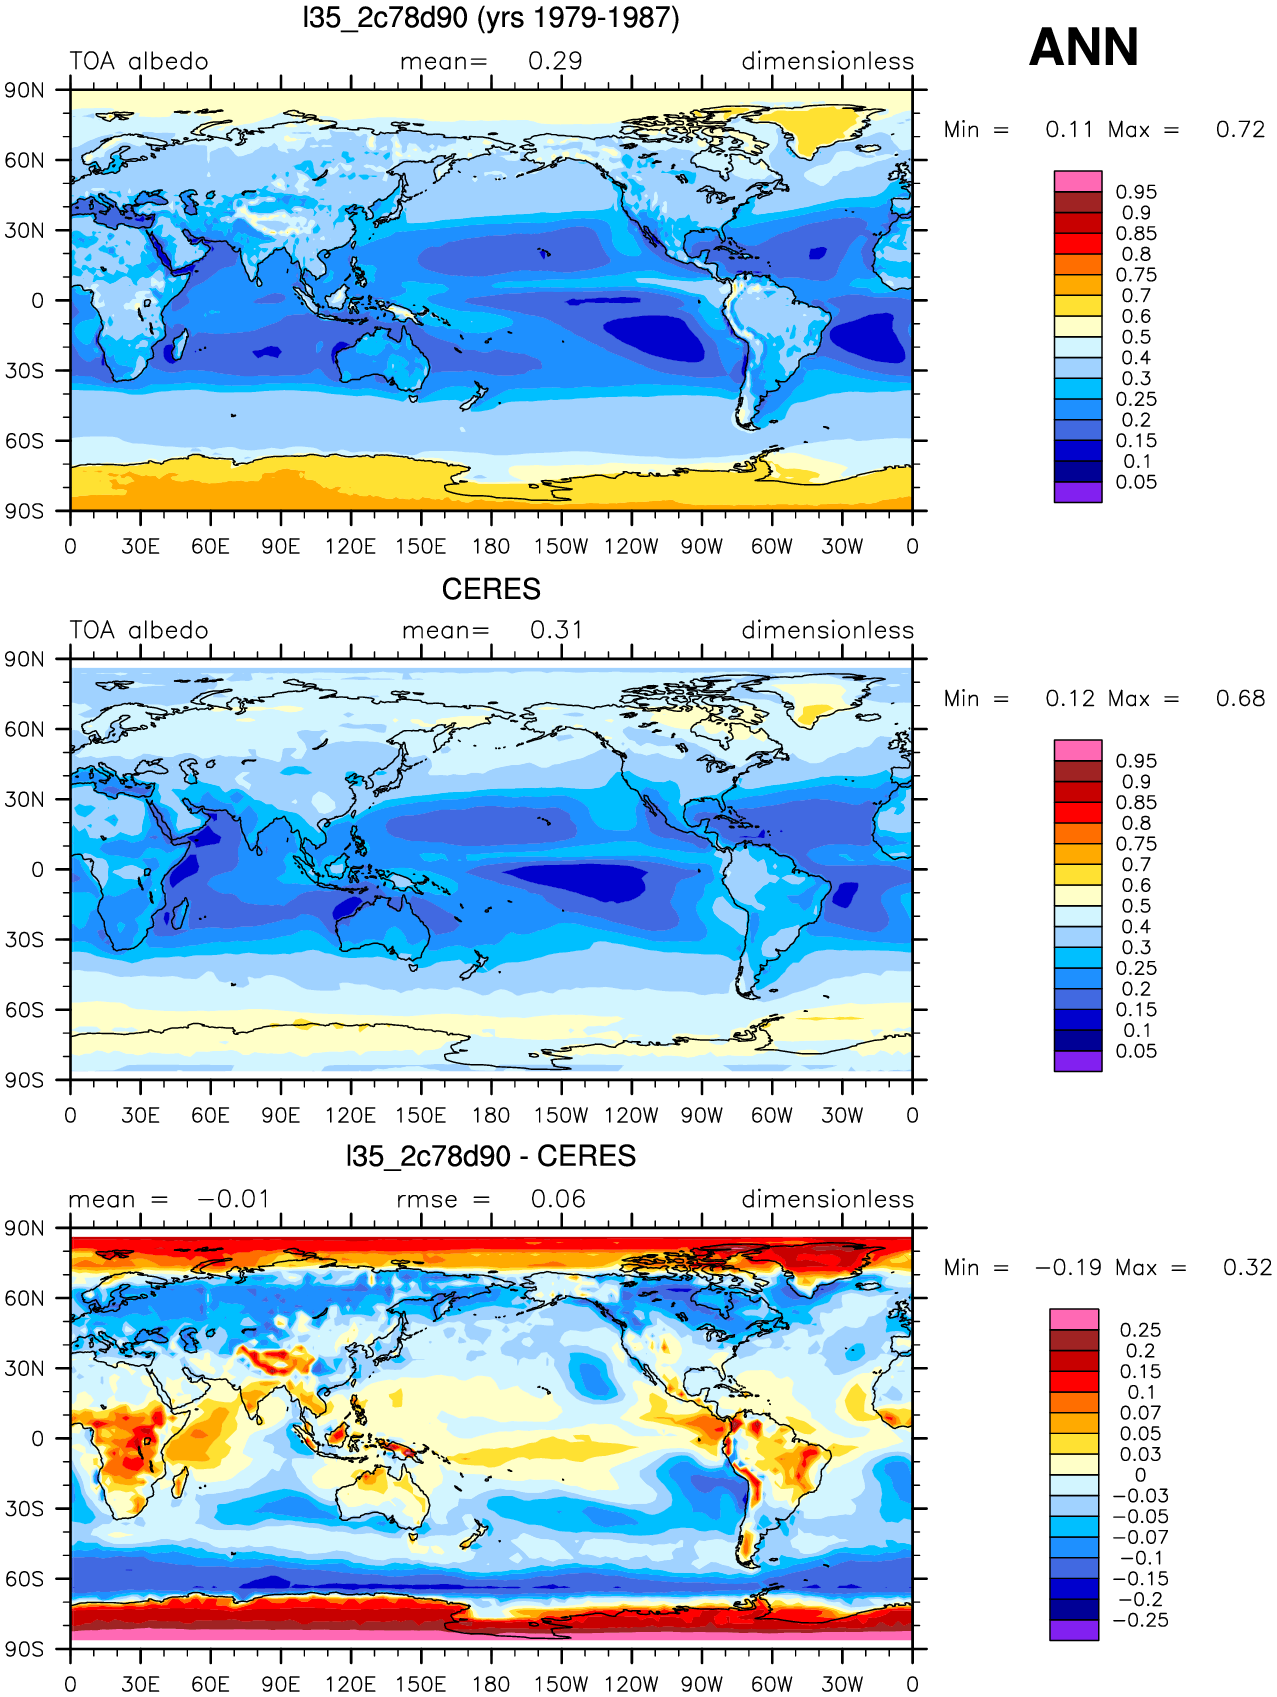 l35_2c78d90 (yrs 1979-1987)
ANN
TOA albedo mean= 0.29 dimensionless
Min = 0.11 Max = 0.72
90N
60N
30N
0
30S
60S
90S
0 30E 60E 90E 120E 150E 180 150W 120W 90W 60W 30W 0
0.95
0.9
0.85
0.8
0.75
0.7
0.6
0.5
0.4
0.3
0.25
0.2
0.15
0.1
0.05
CERES
TOA albedo mean= 0.31 dimensionless
Min = 0.12 Max = 0.68
90N
60N
30N
0
30S
60S
90S
0 30E 60E 90E 120E 150E 180 150W 120W 90W 60W 30W 0
0.95
0.9
0.85
0.8
0.75
0.7
0.6
0.5
0.4
0.3
0.25
0.2
0.15
0.1
0.05
l35_2c78d90 - CERES
mean = −0.01 rmse = 0.06 dimensionless
Min = −0.19 Max = 0.32
90N
60N
30N
0
30S
60S
90S
0 30E 60E 90E 120E 150E 180 150W 120W 90W 60W 30W 0
0.25
0.2
0.15
0.1
0.07
0.05
0.03
0
−0.03
−0.05
−0.07
−0.1
−0.15
−0.2
−0.25